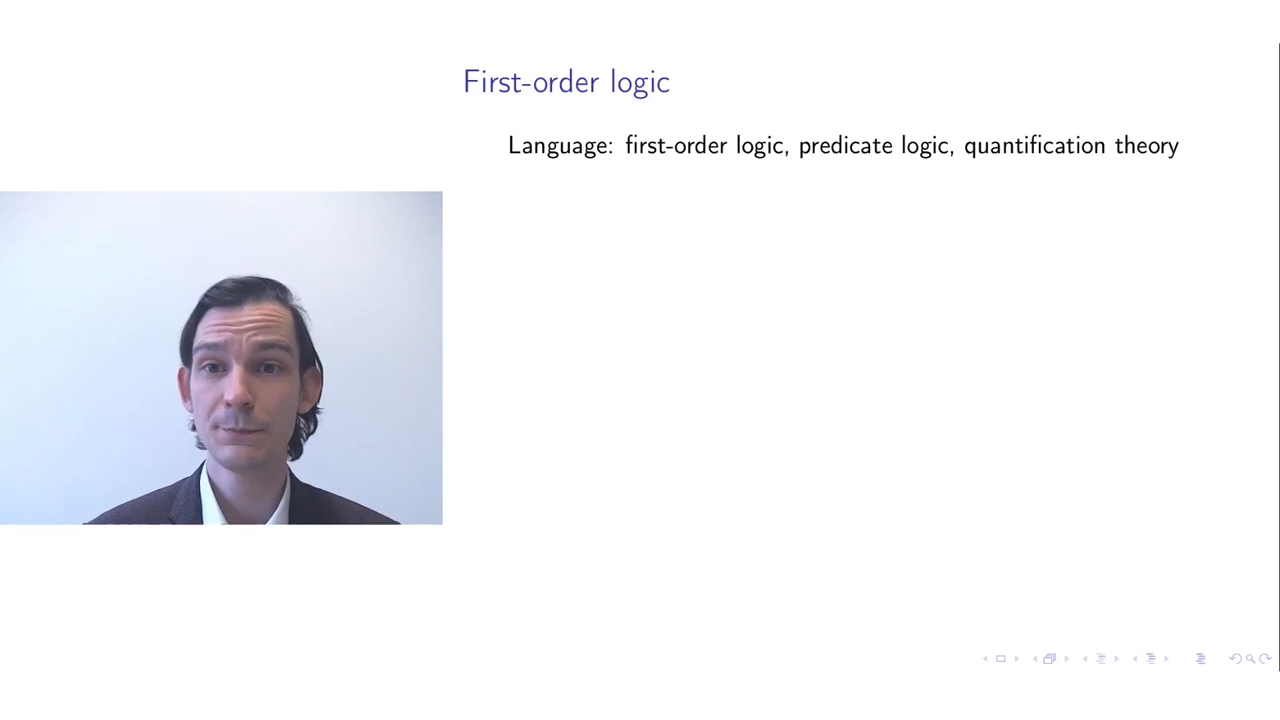 First-order logic
Language: first-order logic, predicate logic, quantification theory